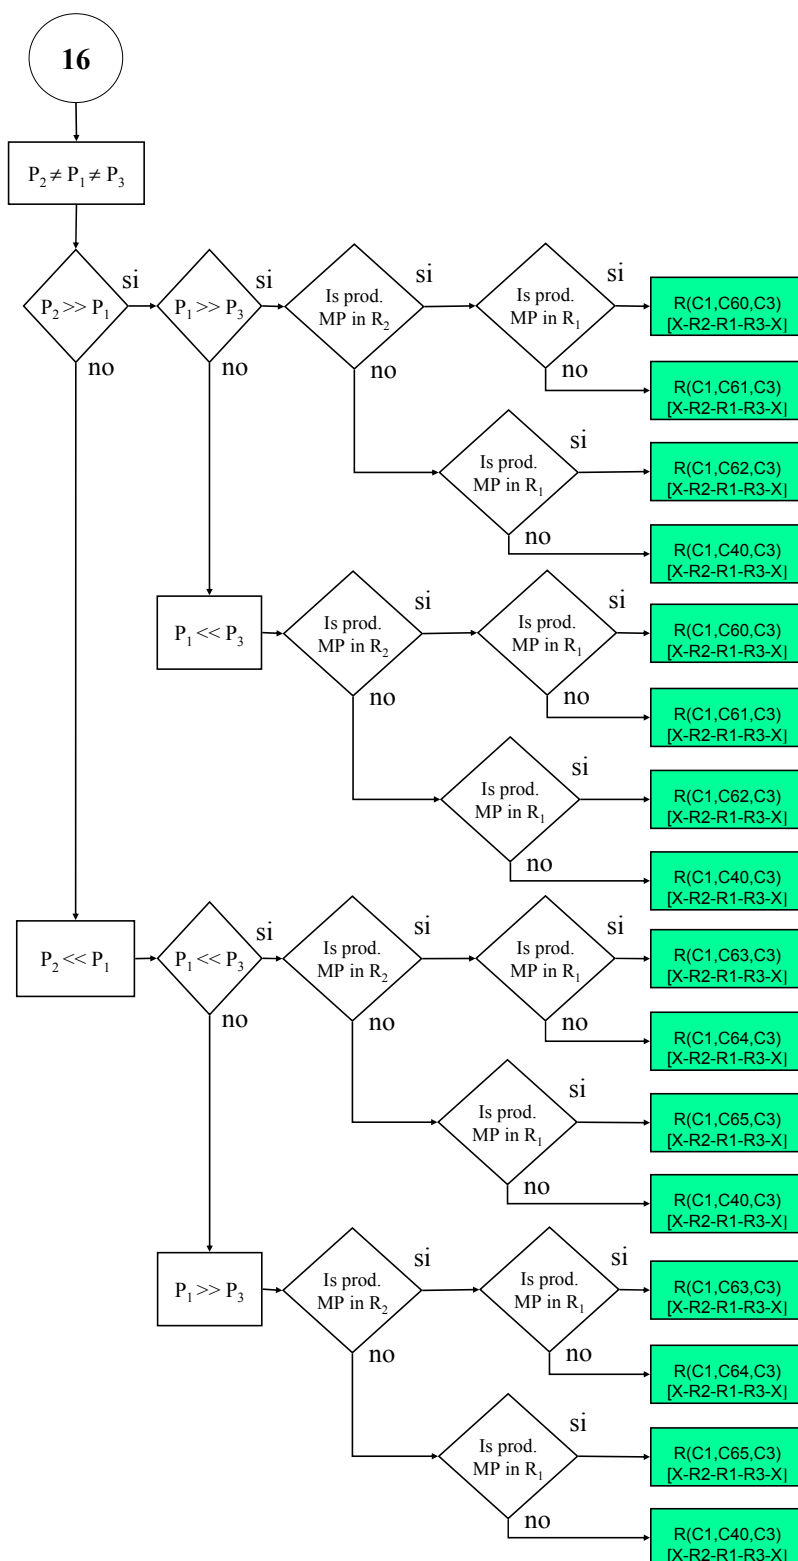 16
P₂ ≠ P₁ ≠ P₃
P₂ >> P₁
si
no
P₁ >> P₃
si
no
Is prod.
MP in R₂
si
no
Is prod.
MP in R₁
si
no
R(C1,C60,C3)
[X-R2-R1-R3-X]
R(C1,C61,C3)
[X-R2-R1-R3-X]
Is prod.
MP in R₁
si
no
R(C1,C62,C3)
[X-R2-R1-R3-X]
R(C1,C40,C3)
[X-R2-R1-R3-X]
P₁ << P₃
Is prod.
MP in R₂
si
no
Is prod.
MP in R₁
si
no
R(C1,C60,C3)
[X-R2-R1-R3-X]
R(C1,C61,C3)
[X-R2-R1-R3-X]
Is prod.
MP in R₁
si
no
R(C1,C62,C3)
[X-R2-R1-R3-X]
R(C1,C40,C3)
[X-R2-R1-R3-X]
P₂ << P₁
P₁ << P₃
si
no
Is prod.
MP in R₂
si
no
Is prod.
MP in R₁
si
no
R(C1,C63,C3)
[X-R2-R1-R3-X]
R(C1,C64,C3)
[X-R2-R1-R3-X]
Is prod.
MP in R₁
si
no
R(C1,C65,C3)
[X-R2-R1-R3-X]
R(C1,C40,C3)
[X-R2-R1-R3-X]
P₁ >> P₃
Is prod.
MP in R₂
si
no
Is prod.
MP in R₁
si
no
R(C1,C63,C3)
[X-R2-R1-R3-X]
R(C1,C64,C3)
[X-R2-R1-R3-X]
Is prod.
MP in R₁
si
no
R(C1,C65,C3)
[X-R2-R1-R3-X]
R(C1,C40,C3)
[X-R2-R1-R3-X]